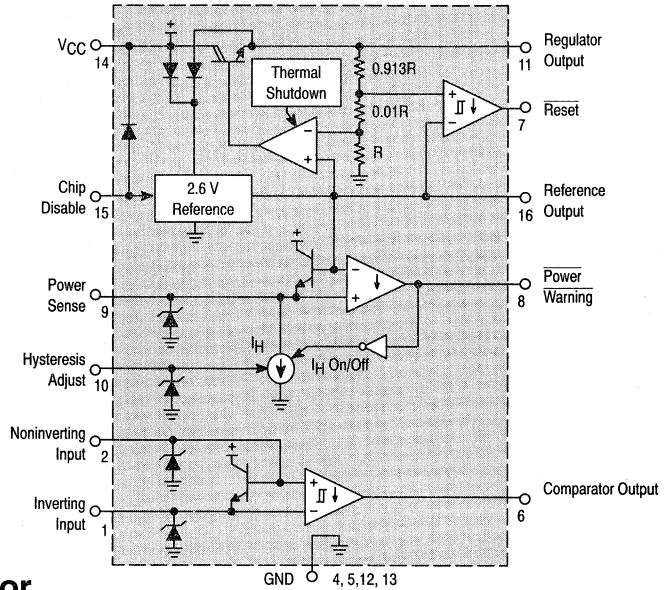 VCC
14
Thermal
Shutdown
0.913R
0.01R
R
Regulator
Output
11
Reset
7
Chip
Disable
15
2.6 V
Reference
Reference
Output
16
Power
Sense
9
Power
Warning
8
Hysteresis
Adjust
10
IH
IH On/Off
Noninverting
Input
2
Inverting
Input
1
Comparator Output
6
GND
4, 5,12, 13
or